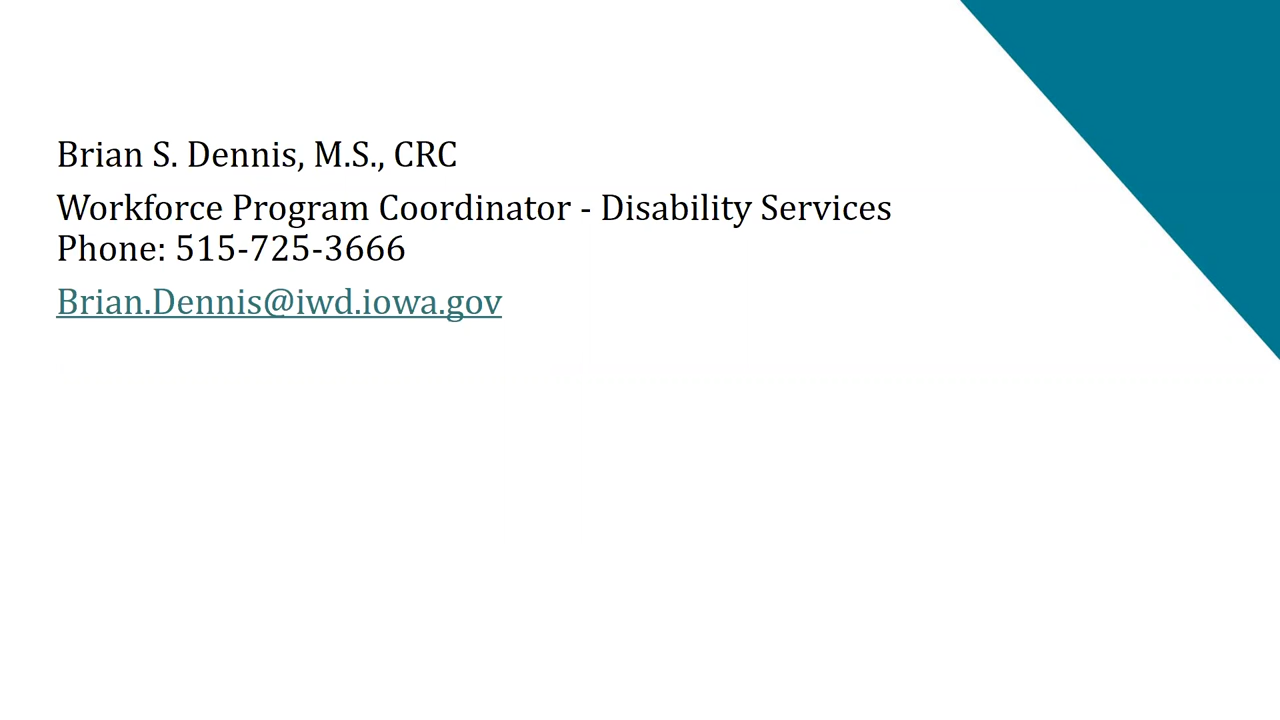 Brian S. Dennis, M.S., CRC
Workforce Program Coordinator - Disability Services
Phone: 515-725-3666
Brian.Dennis@iwd.iowa.gov